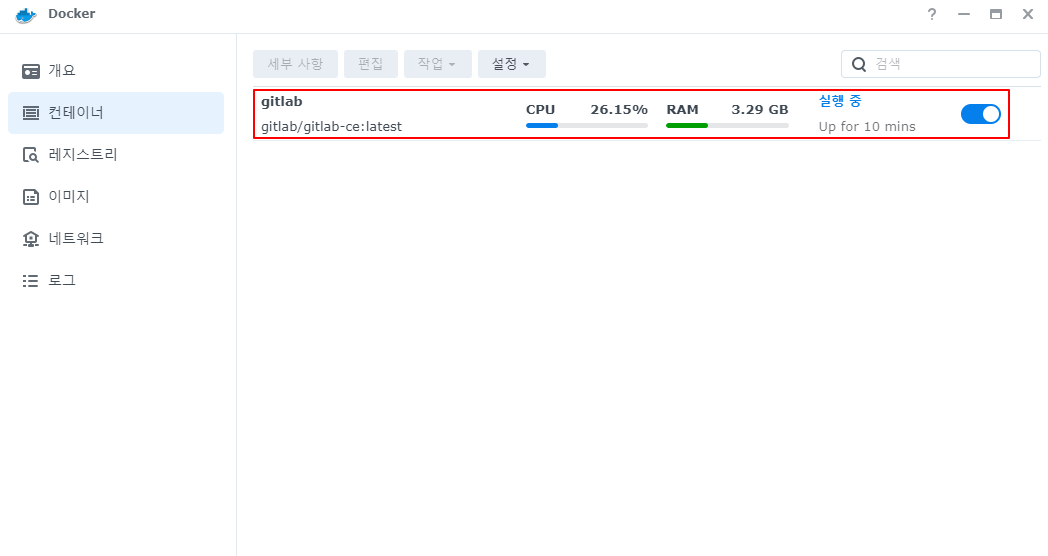 Docker
?
개요
컨테이너
레지스트리
이미지
네트워크
로그
세부 사항 편집 작업 설정 검색
gitlab CPU 26.15% RAM 3.29 GB 실행 중
gitlab/gitlab-ce:latest Up for 10 mins